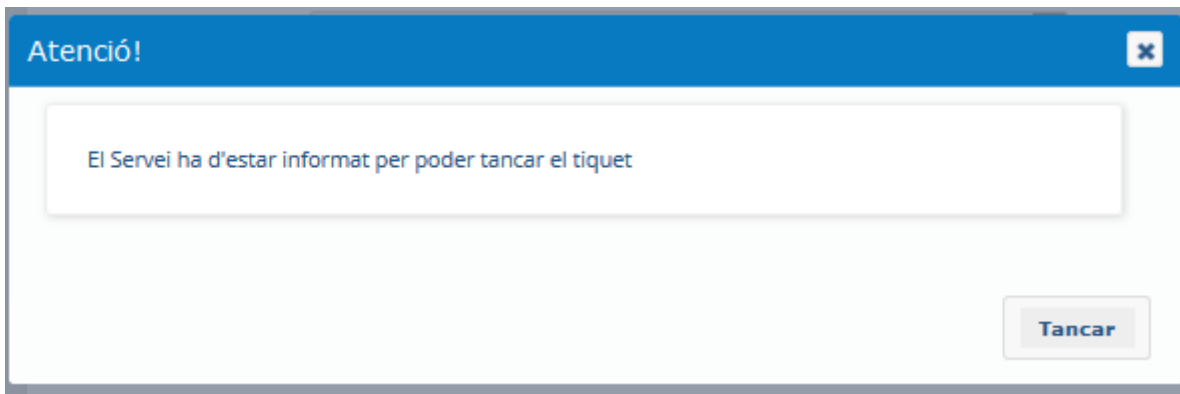 Atenció!
El Servei ha d'estar informat per poder tancar el tiquet
Tancar